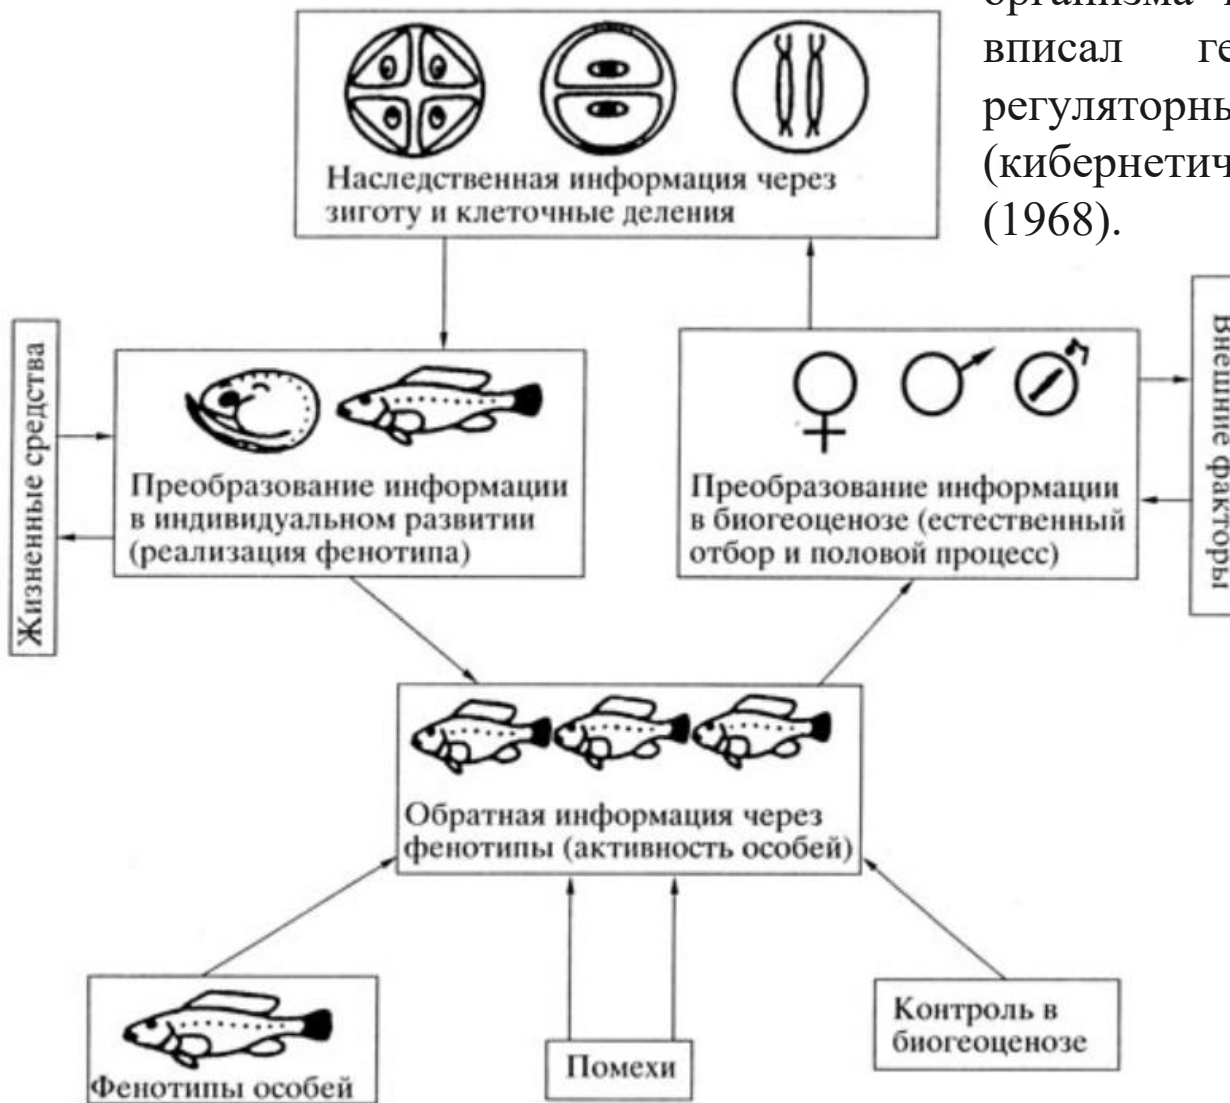 вписал
регуляторны
(кибернетич
(1968).
Наследственная информация через
зиготу и клеточные деления
Жизненные средства
Преобразование информации
в индивидуальном развитии
(реализация фенотипа)
Преобразование информации
в биогеоценозе (естественный
отбор и половой процесс)
Внешние факторы
Обратная информация через
фенотипы (активность особей)
Фенотипы особей
Помехи
Контроль в
биогеоценозе